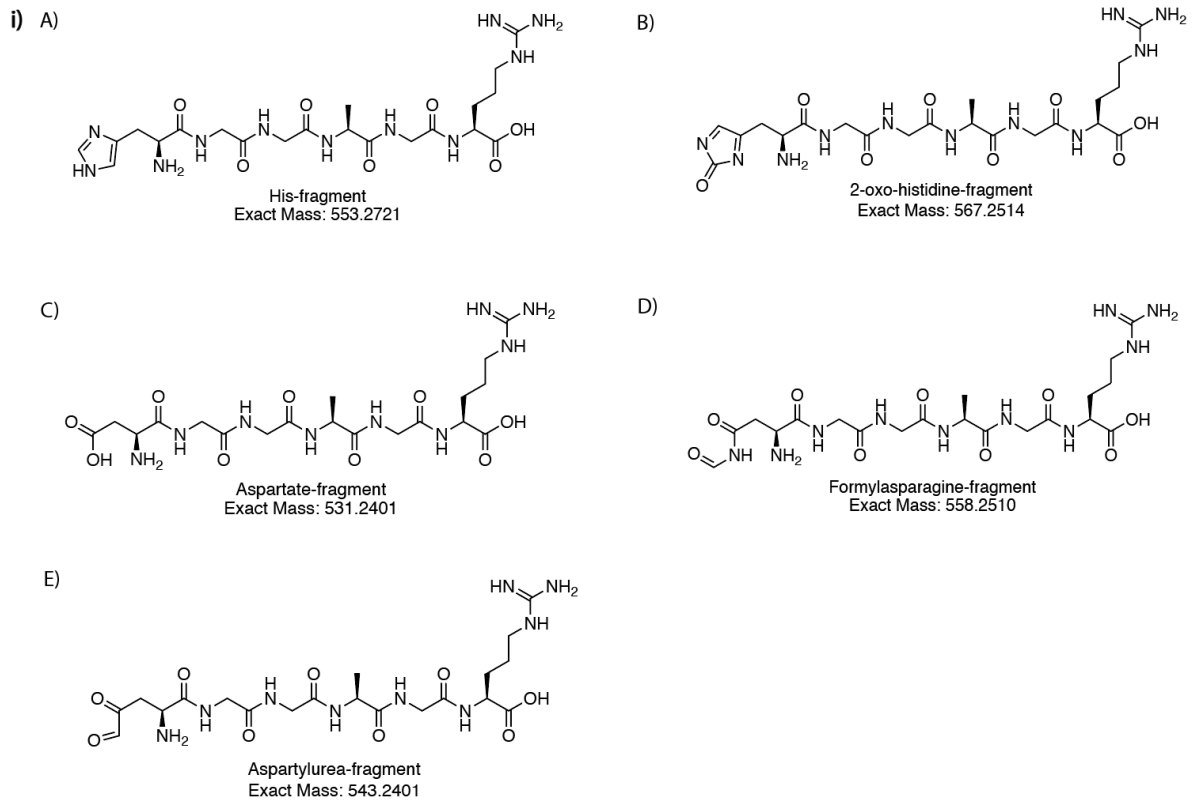 i) A)
HN NH2
NH
O H O H O
N N N N N OH
HN NH2 H O H O H O
His-fragment
Exact Mass: 553.2721
B)
HN NH2
NH
O H O H O
N N N N N OH
N O NH2 H O H O H O
2-oxo-histidine-fragment
Exact Mass: 567.2514
C)
HN NH2
NH
O H O H O
O N N N N N OH
OH NH2 H O H O H O
Aspartate-fragment
Exact Mass: 531.2401
D)
HN NH2
NH
O H O H O
O N N N N N OH
O NH NH2 H O H O H O
Formylasparagine-fragment
Exact Mass: 558.2510
E)
HN NH2
NH
O H O H O
O N N N N N OH
O NH2 H O H O H O
Aspartylurea-fragment
Exact Mass: 543.2401